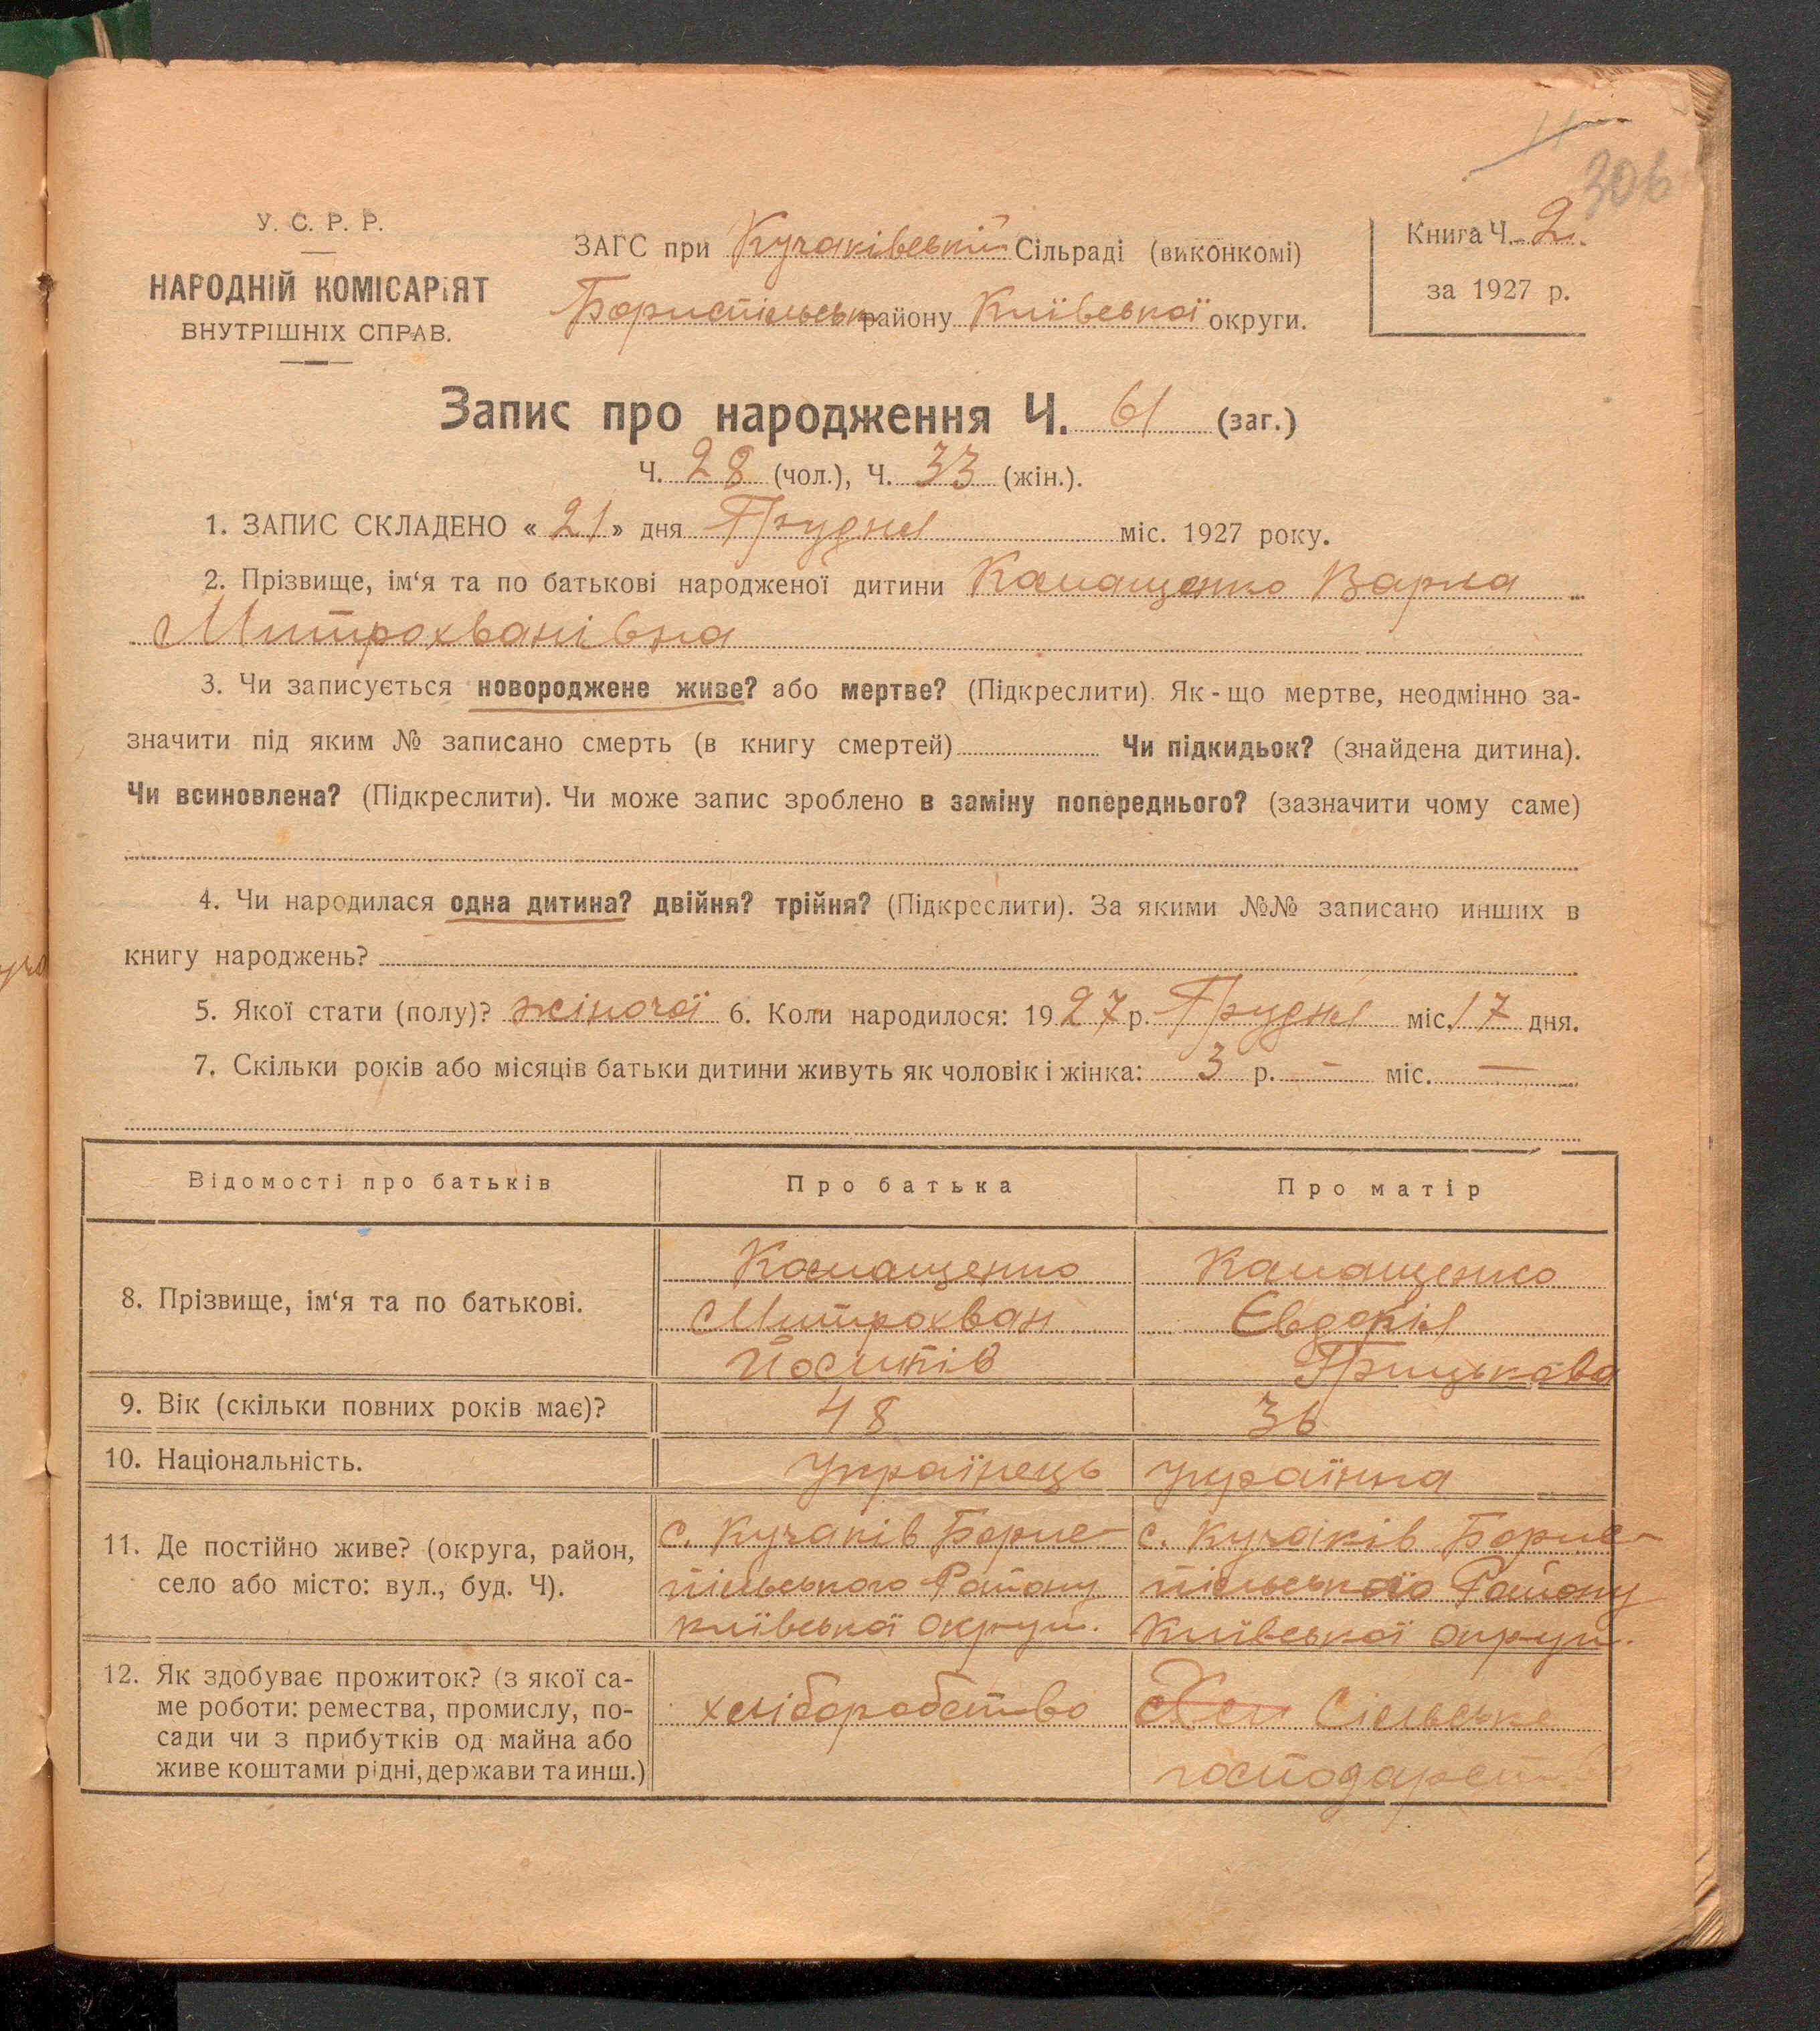 306
У. С. Р. Р.
НАРОДНІЙ КОМІСАРІЯТ
ВНУТРІШНІХ СПРАВ.
ЗАГС при Кучаківській Сільраді (виконкомі)
Бориспільськ району Київської округи.
Книга Ч. 2.
за 1927 р.
Запис про народження Ч. 61 (заг.)
Ч. 28 (чол.), Ч. 33 (жін.).
1. ЗАПИС СКЛАДЕНО « 21 » дня Грудня міс. 1927 року.
2. Прізвище, ім‘я та по батькові народженої дитини Варка
Митрохванівна
3. Чи записується новороджене живе? або мертве? (Підкреслити). Як-що мертве, неодмінно за-
значити під яким № записано смерть (в книгу смертей) Чи підкидьок? (знайдена дитина).
Чи всиновлена? (Підкреслити). Чи може запис зроблено в заміну попереднього? (зазначити чому саме)
4. Чи народилася одна дитина? двійня? трійня? (Підкреслити). За якими №№ записано инших в
книгу народжень?
5. Якої стати (полу)? жіночої 6. Коли народилося: 1927 р. Грудня міс. 17 дня.
7. Скільки років або місяців батьки дитини живуть як чоловік і жінка: 3 р. – міс. —
Відомості про батьків Про батька Про матір
8. Прізвище, ім‘я та по батькові.
Митрохван Євдокія
Йосипів Грицькова
9. Вік (скільки повних років має)? 48 36
10. Національність. Українець українка
11. Де постійно живе? (округа, район,
село або місто: вул., буд. Ч).
с. Кучаків Борис- с. Кучаків Борис-
пільського Району пільського Району
київської округи. Київської округи.
12. Як здобуває прожиток? (з якої са-
ме роботи: ремества, промислу, по-
сади чи з прибутків од майна або
живе коштами рідні, держави та инш.)
хліборобство Сільське
господарство